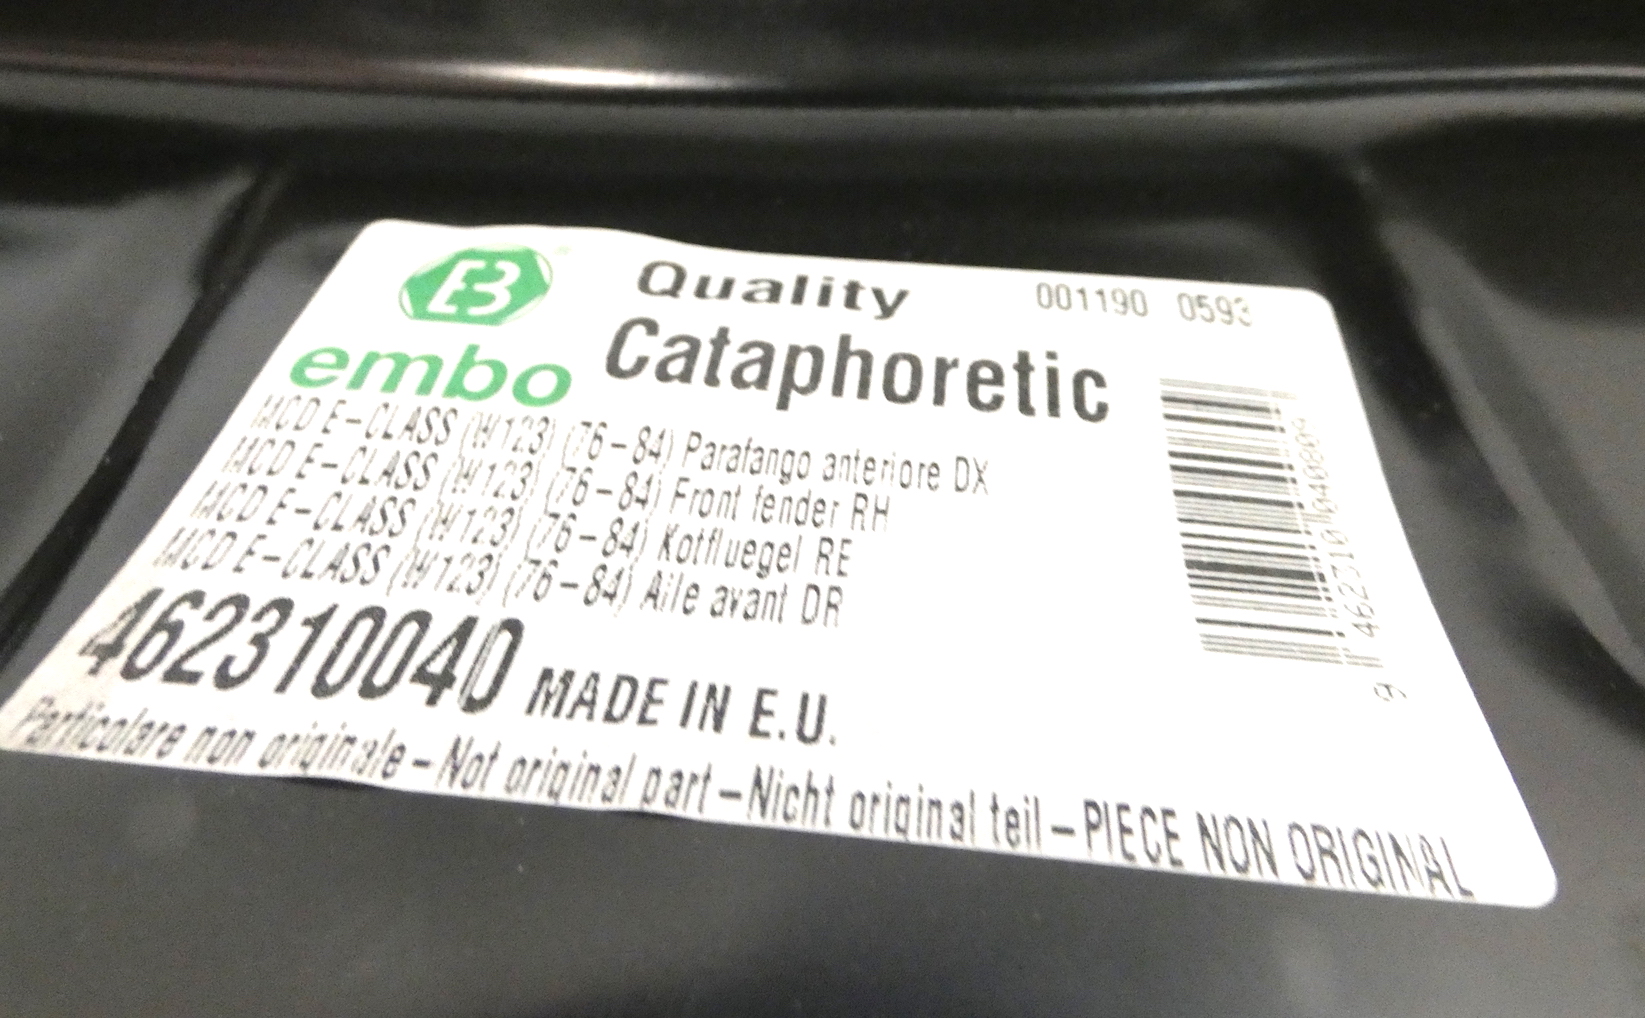 EB
embo
Quality
Cataphoretic
001190 0593
MCD E-CLASS (W123) (76-84) Parafango anteriore DX
MCD E-CLASS (W123) (76-84) Front fender RH
MCD E-CLASS (W123) (76-84) Kotfluegel RE
MCD E-CLASS (W123) (76-84) Aile avant DR
462310040 MADE IN E.U.
Particolare non originale - Not original part - Nicht original teil - PIECE NON ORIGINAL